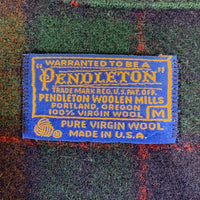 "WARRANTED TO BE A
"PENDLETON"
TRADE MARK REG. U.S. PAT. OFF.
PENDLETON WOOLEN MILLS
PORTLAND, OREGON
100% VIRGIN WOOL M
PURE VIRGIN WOOL
MADE IN U.S.A.